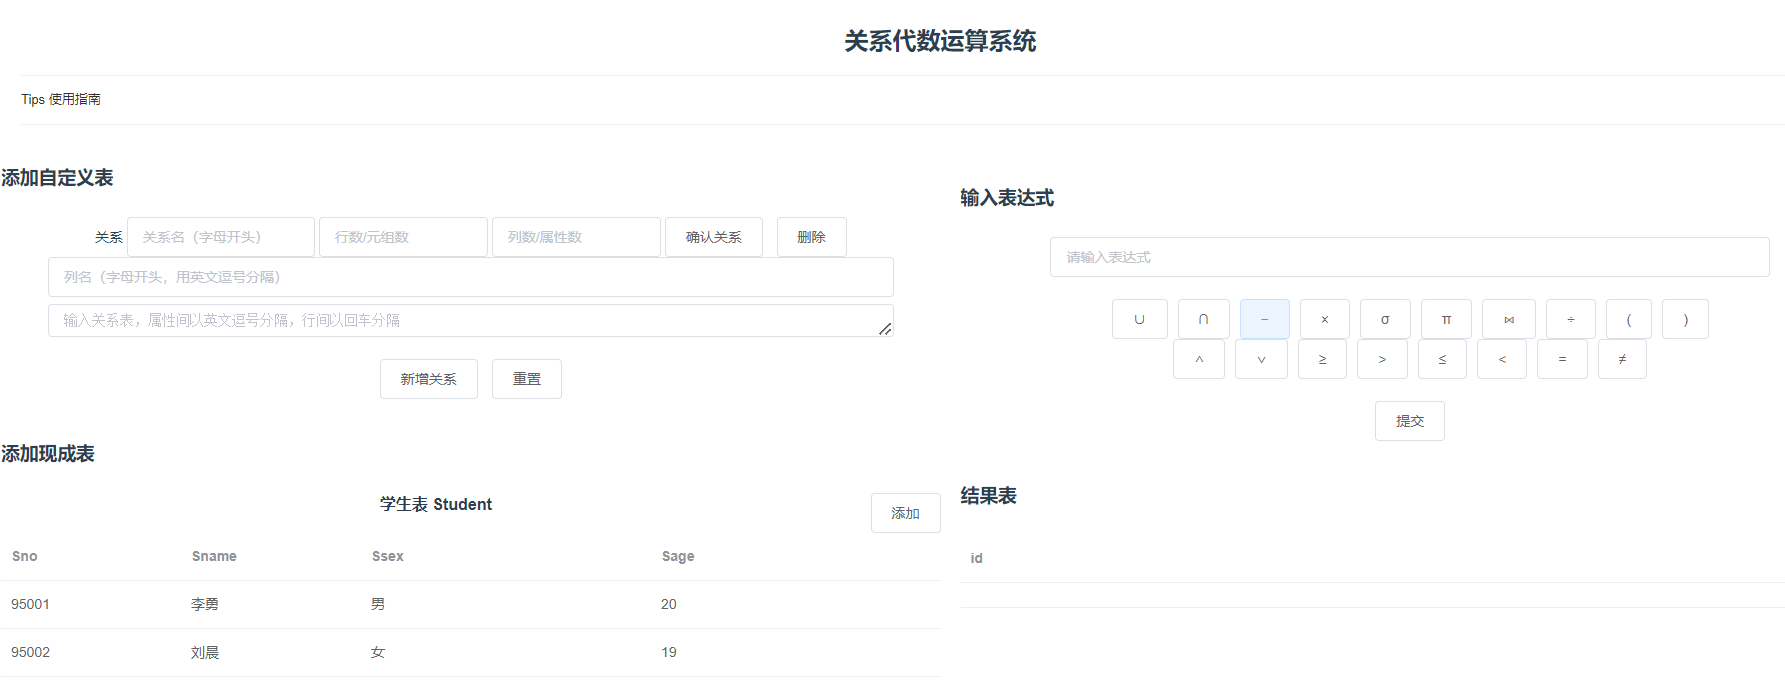 关系代数运算系统
Tips 使用指南
添加自定义表
关系 关系名（字母开头） 行数/元组数 列数/属性数 确认关系 删除
列名（字母开头，用英文逗号分隔）
输入关系表，属性间以英文逗号分隔，行间以回车分隔
新增关系 重置
添加现成表
学生表 Student 添加
Sno Sname Ssex Sage
95001 李勇 男 20
95002 刘晨 女 19
输入表达式
请输入表达式
∪ ∩ − × σ π ⋈ ÷ ( )
∧ ∨ ≥ > ≤ < = ≠
提交
结果表
id